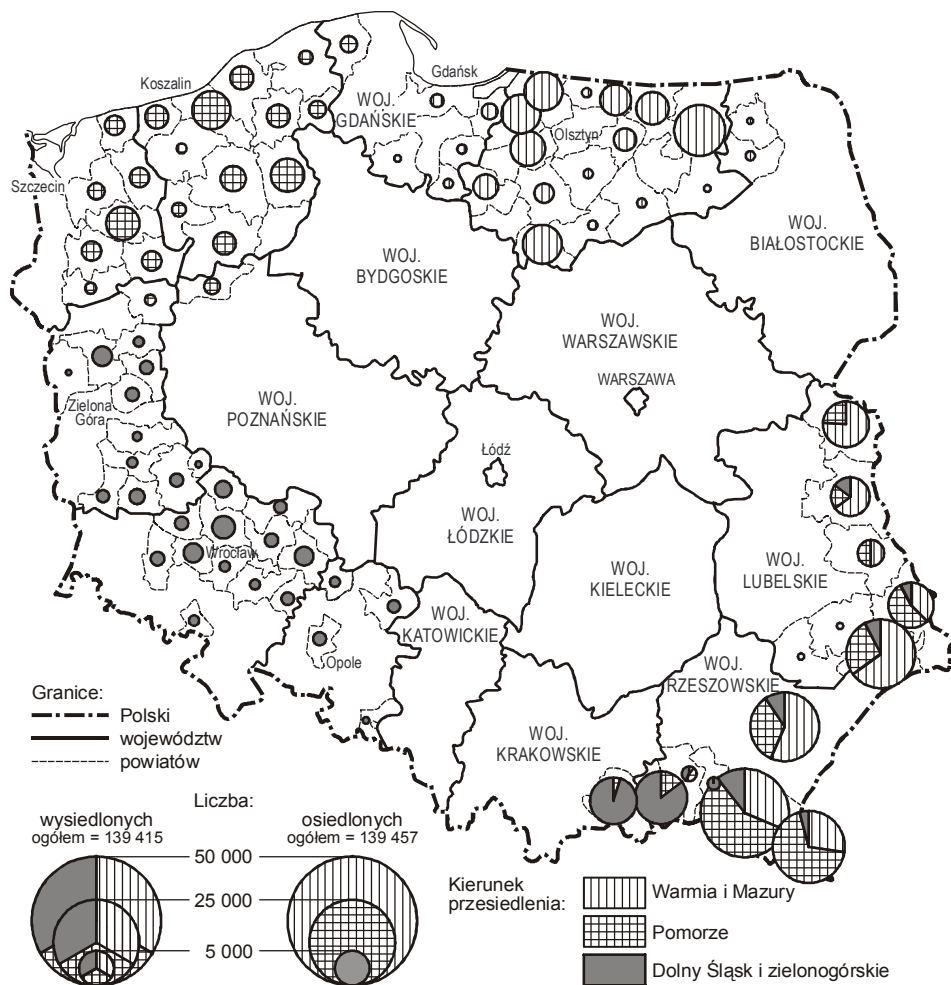 Koszalin
Gdańsk
WOJ.
GDAŃSKIE
Olsztyn
Szczecin
WOJ.
BIAŁOSTOCKIE
WOJ.
BYDGOSKIE
WOJ.
WARSZAWSKIE
WARSZAWA
Zielona
Góra
WOJ.
POZNAŃSKIE
Łódź
WOJ.
ŁÓDZKIE
Wrocław
WOJ.
KIELECKIE
WOJ.
LUBELSKIE
WOJ.
KATOWICKIE
Opole
WOJ.
RZESZOWSKIE
WOJ.
KRAKOWSKIE
Granice:
Polski
województw
powiatów
Liczba:
wysiedlonych
ogółem = 139 415
osiedlonych
ogółem = 139 457
50 000
25 000
5 000
Kierunek
przesiedlenia:
Warmia i Mazury
Pomorze
Dolny Śląsk i zielonogórskie